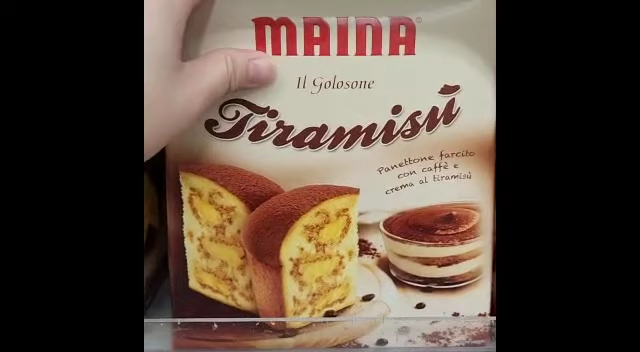 MAINA
Il Golosone
Tiramisù
Panettone farcito
con caffè e
crema al tiramisù